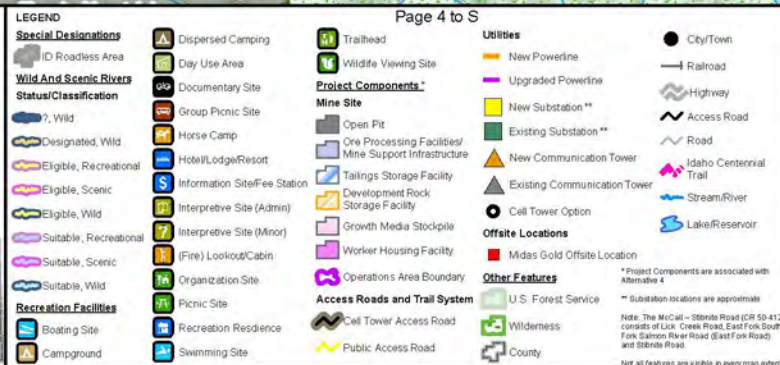 Page 4 to S
LEGEND
Special Designations
ID Roadless Area
Wild And Scenic Rivers
Status/Classification
?, Wild
Designated, Wild
Eligible, Recreational
Eligible, Scenic
Eligible, Wild
Suitable, Recreational
Suitable, Scenic
Suitable, Wild
Recreation Facilities
Boating Site
Campground
Dispersed Camping
Day Use Area
Documentary Site
Group Picnic Site
Horse Camp
Hotel/Lodge/Resort
Information Site/Fee Station
Interpretive Site (Admin)
Interpretive Site (Minor)
(Fire) Lookout/Cabin
Organization Site
Picnic Site
Recreation Resdience
Swimming Site
Trailhead
Wildlife Viewing Site
Project Components *
Mine Site
Open Pit
Ore Processing Facilities/
Mine Support Infrastructure
Tailings Storage Facility
Development Rock
Storage Facility
Growth Media Stockpile
Worker Housing Facility
Operations Area Boundary
Access Roads and Trail System
Cell Tower Access Road
Public Access Road
Utilities
New Powerline
Upgraded Powerline
New Substation **
Existing Substation **
New Communication Tower
Existing Communication Tower
Cell Tower Option
Offsite Locations
Midas Gold Offsite Location
Other Features
U.S. Forest Service
Wilderness
County
City/Town
Railroad
Highway
Access Road
Road
Idaho Centennial
Trail
Stream/River
Lake/Reservoir
* Project Components are associated with
Alternative 4
** Substation locations are approximate
Note: The McCall – Stibnite Road (CR 50-412)
consists of Lick Creek Road, East Fork South
Fork Salmon River Road (East Fork Road)
and Stibnite Road.
Not all features are visible in every map extent